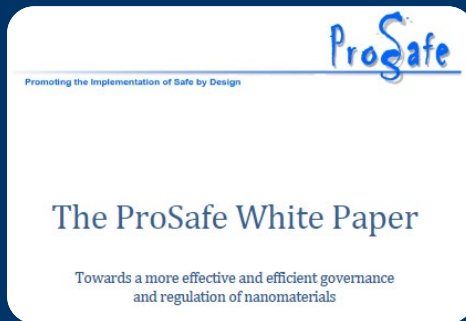 ProSafe
Promoting the Implementation of Safe by Design
The ProSafe White Paper
Towards a more effective and efficient governance
and regulation of nanomaterials